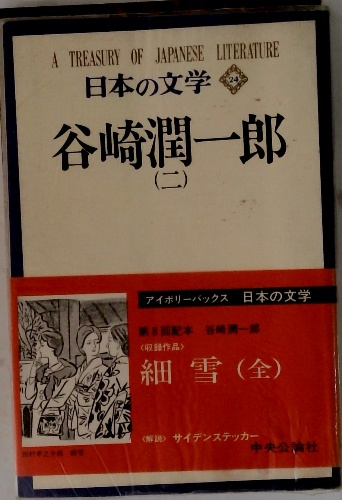 A TREASURY OF JAPANESE LITERATURE
日本の文学 24
谷崎潤一郎
(二)
アイボリーバックス 日本の文学
第8回配本 谷崎潤一郎
〈収録作品〉
細雪(全)
〈解説〉サイデンステッカー
中央公論社